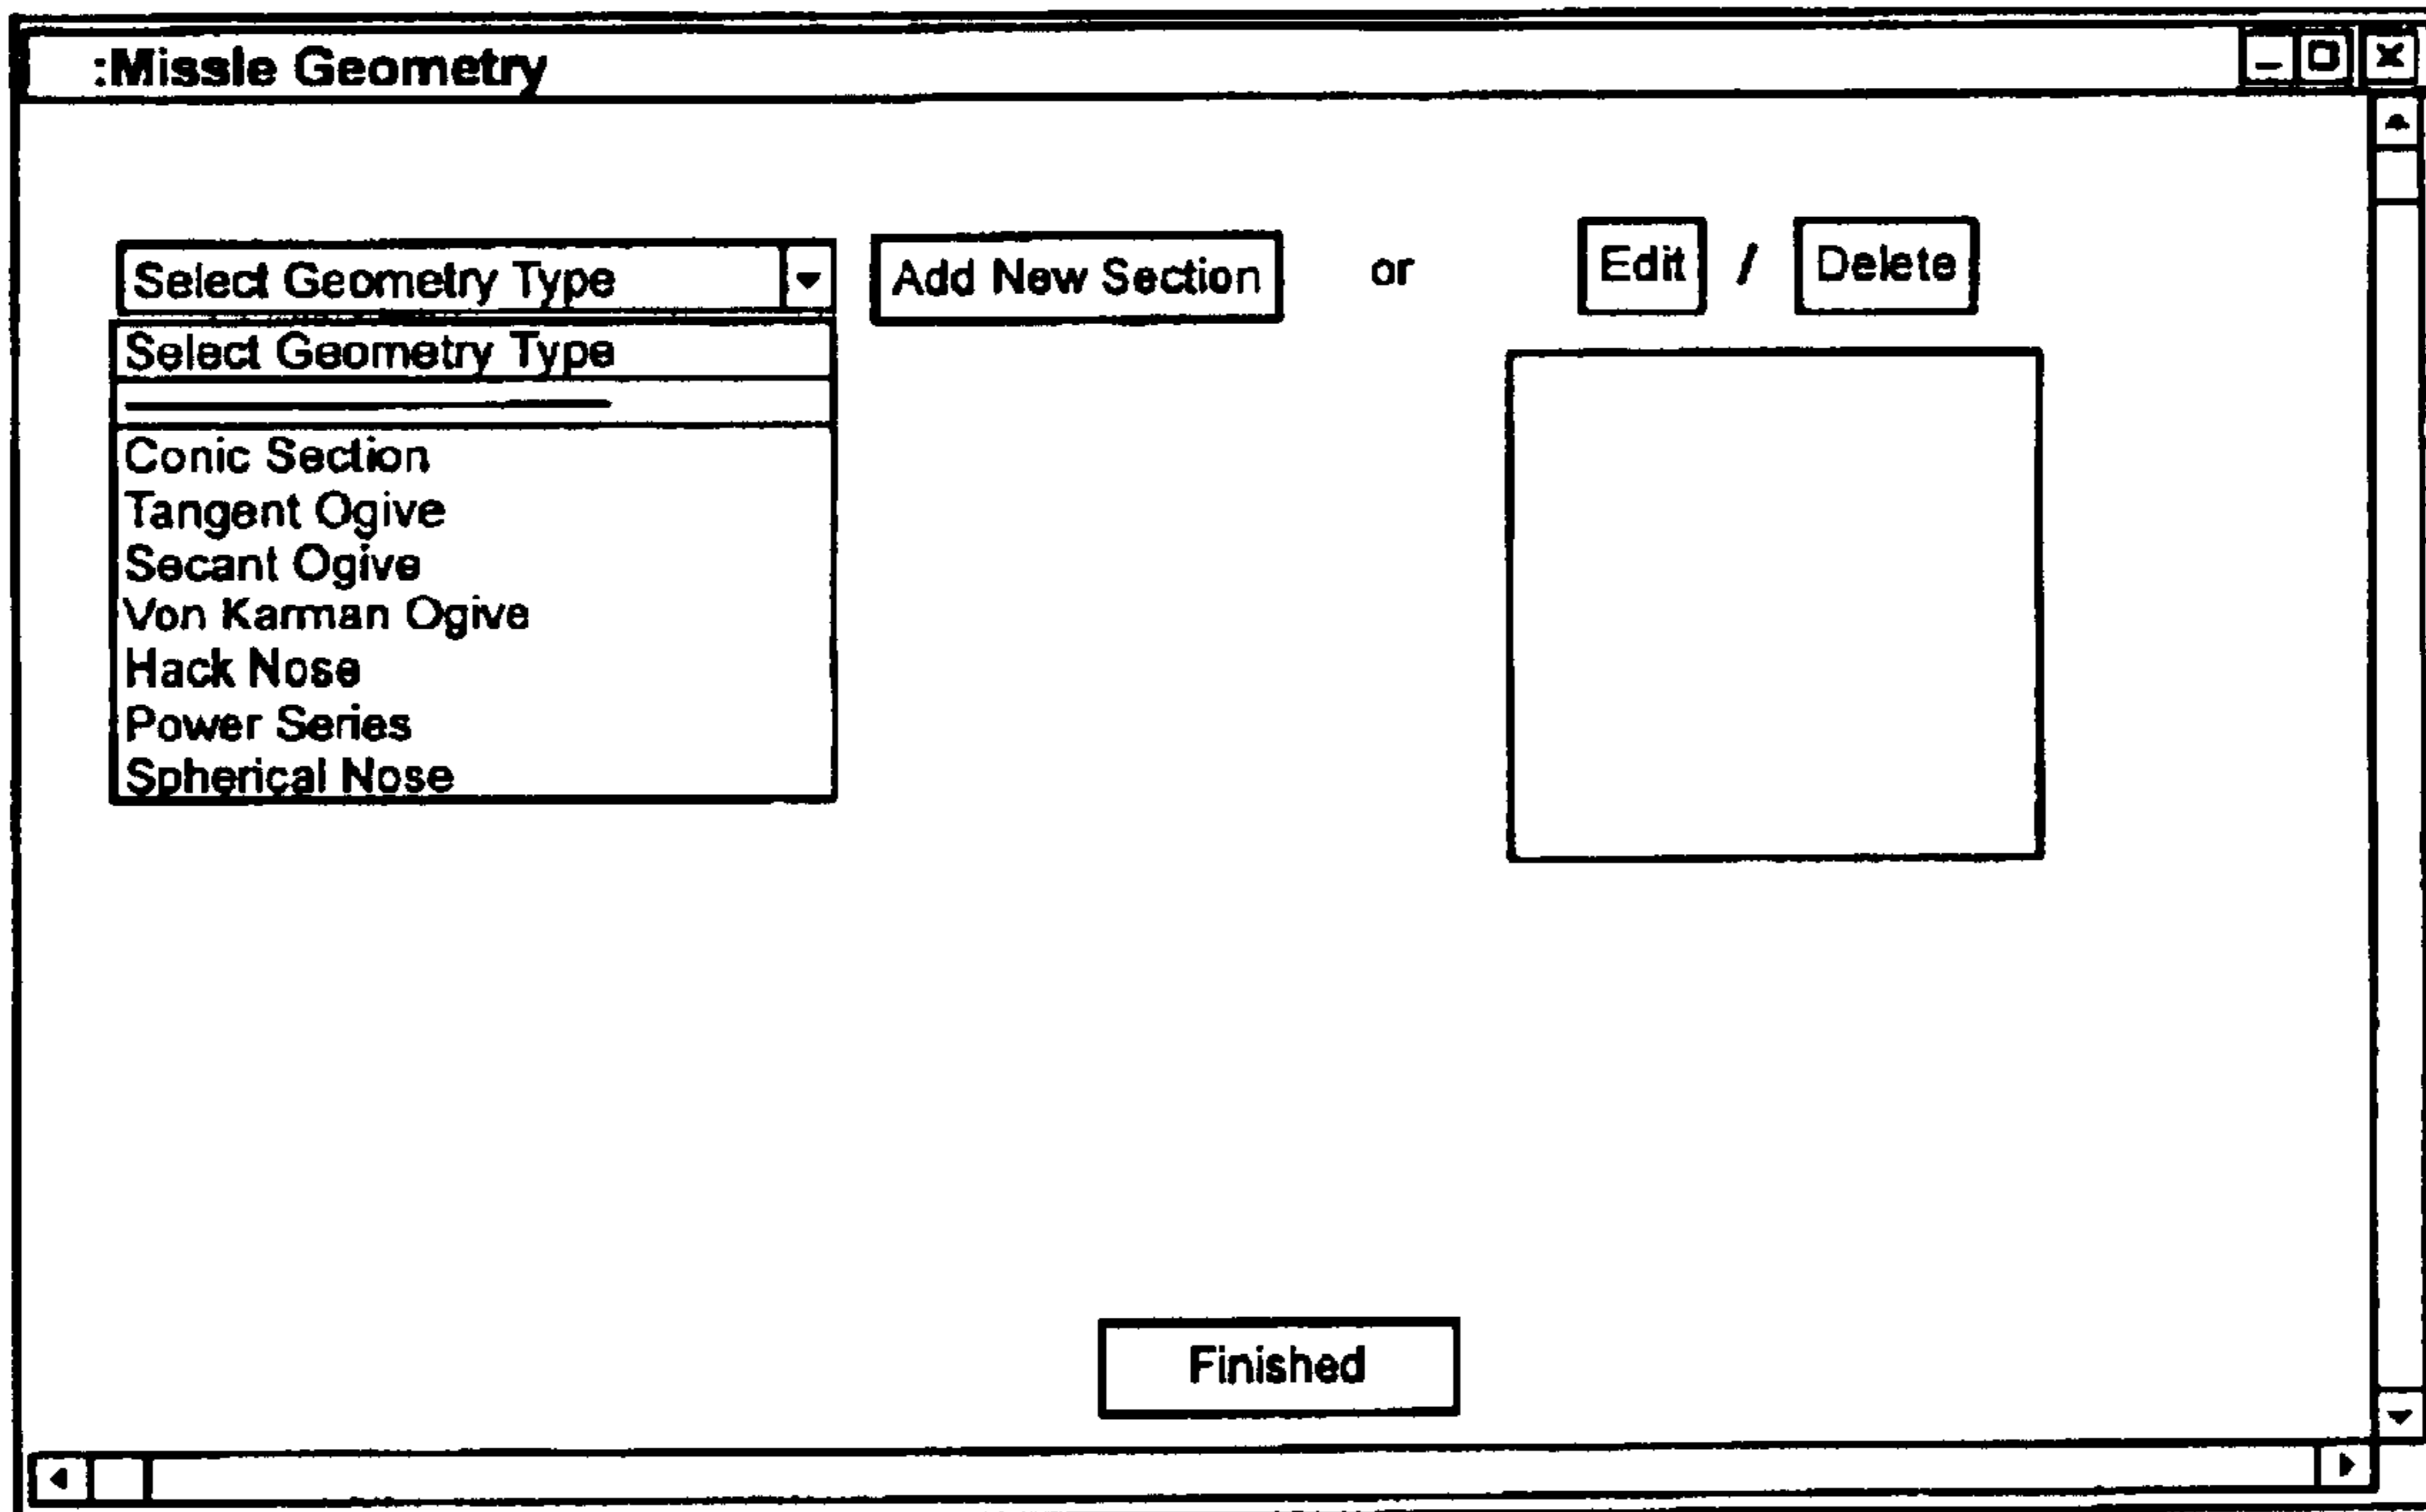 :Missle Geometry
Select Geometry Type
Add New Section or Edit / Delete
Select Geometry Type
Conic Section
Tangent Ogive
Secant Ogive
Von Karman Ogive
Hack Nose
Power Series
Spherical Nose
Finished